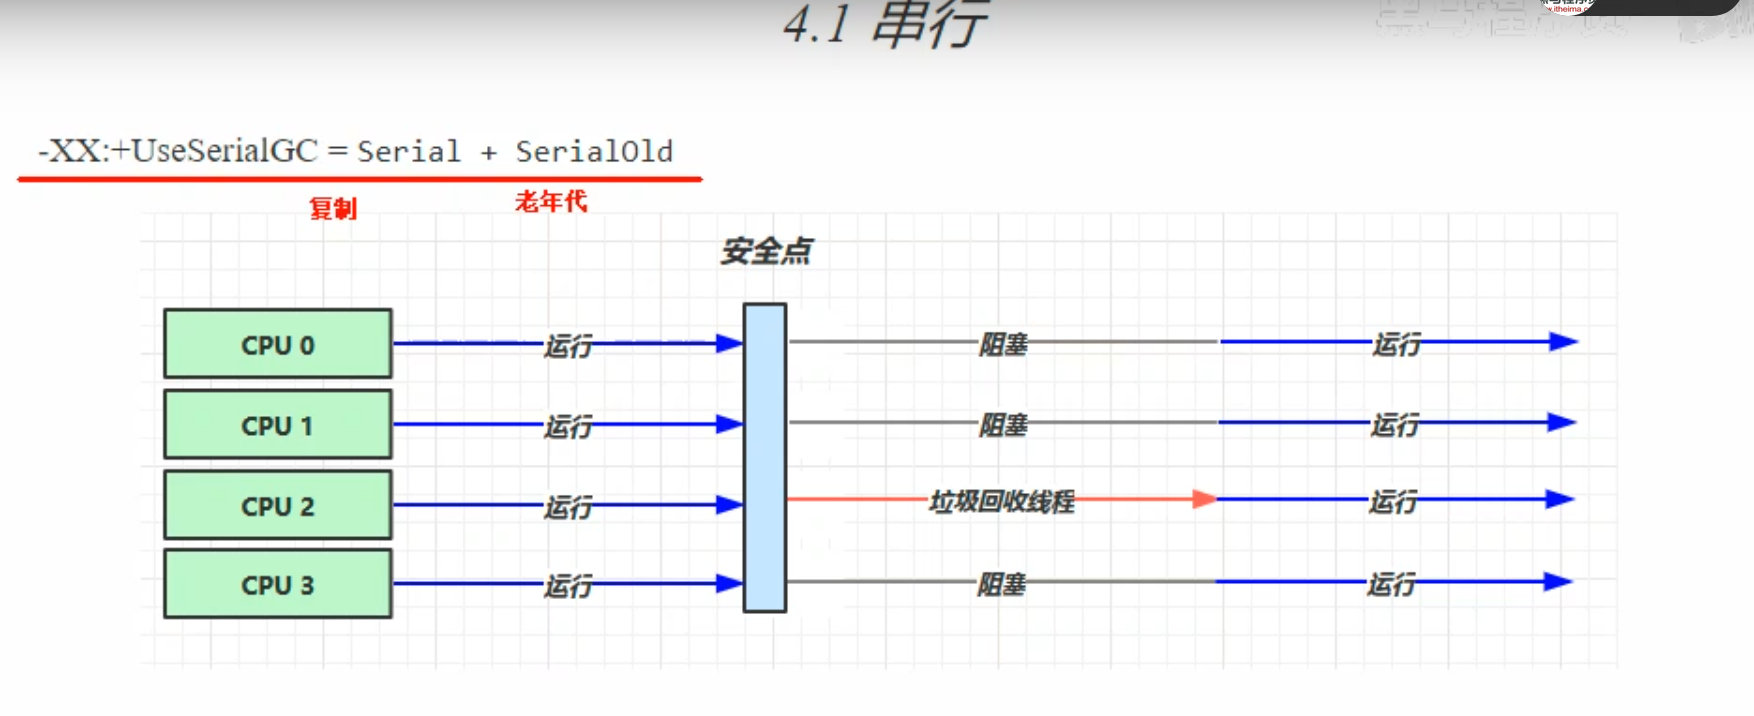 4.1 串行
www.itheima.c
-XX:+UseSerialGC = Serial + SerialOld
复制 老年代
安全点
CPU 0 运行 阻塞 运行
CPU 1 运行 阻塞 运行
CPU 2 运行 垃圾回收线程 运行
CPU 3 运行 阻塞 运行